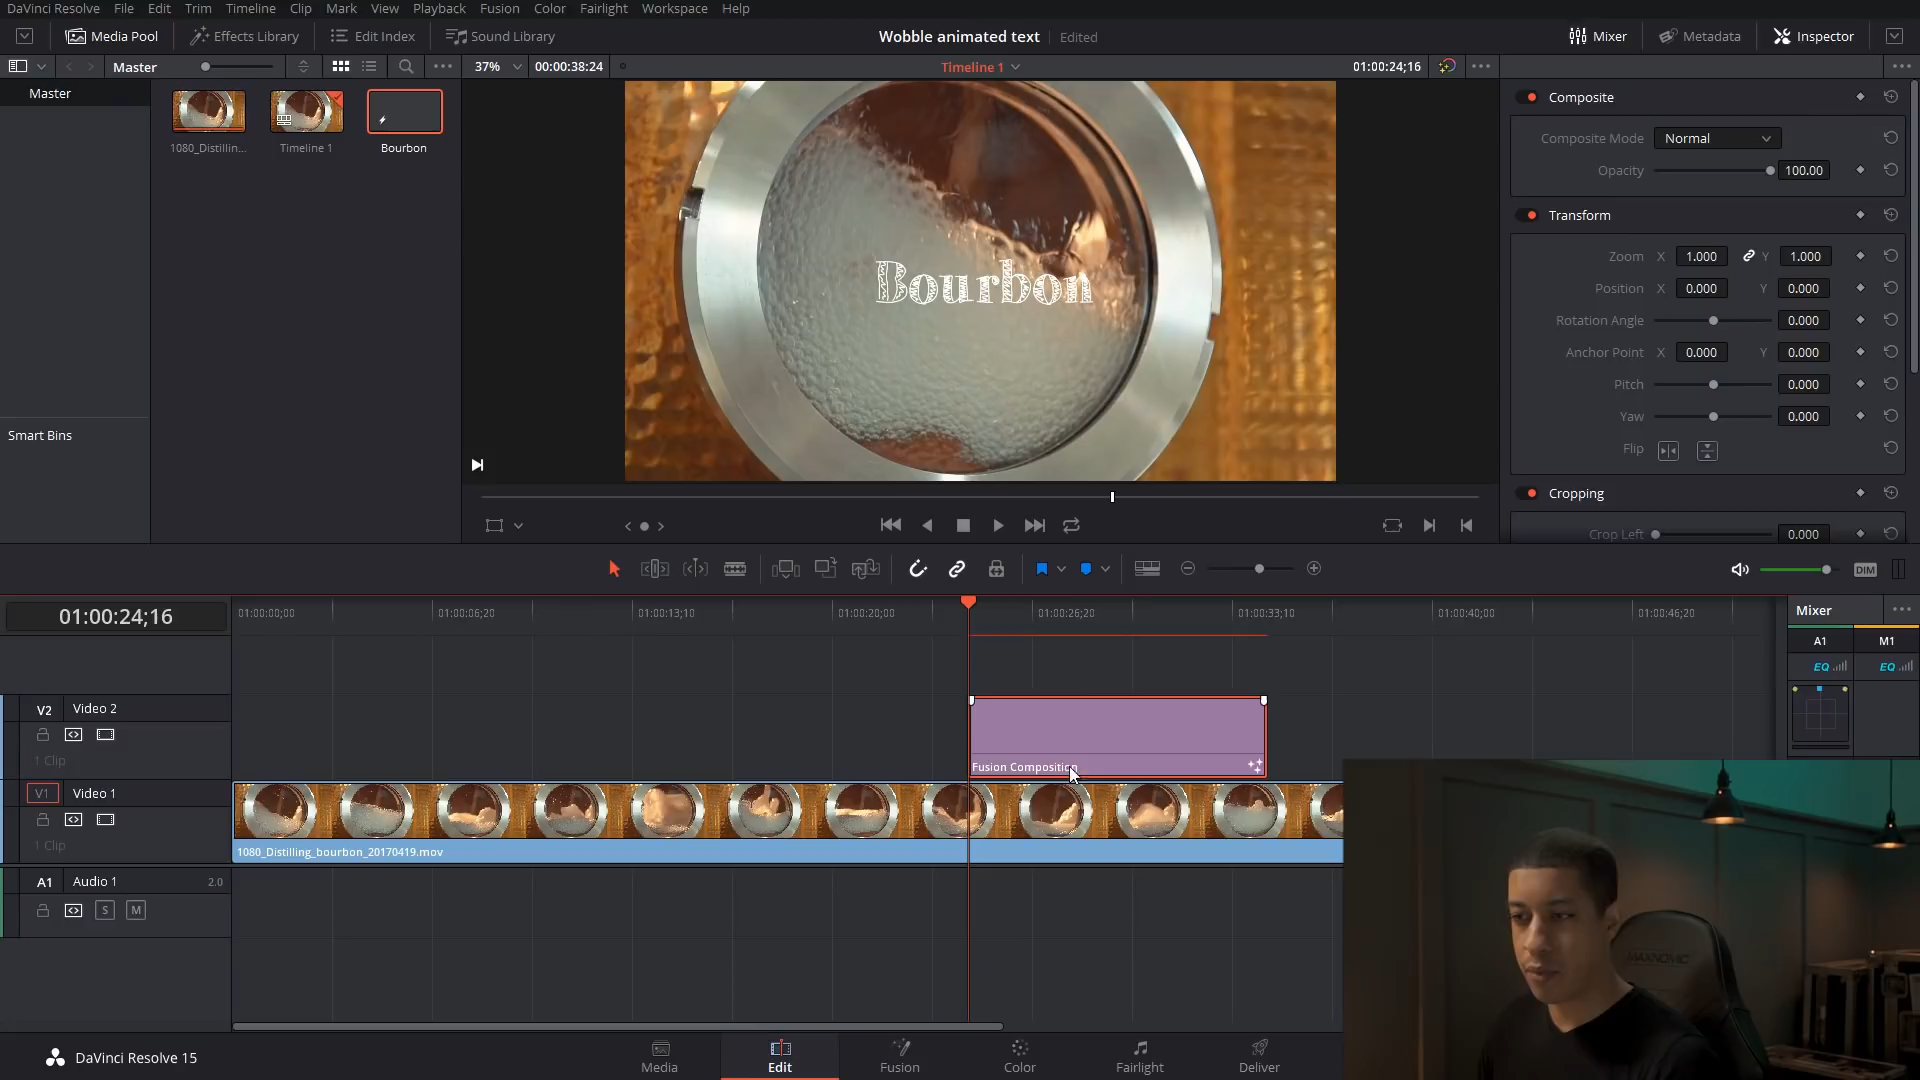 DaVinci Resolve File Edit Trim Timeline Clip Mark View Playback Fusion Color Fairlight Workspace Help
Media Pool Effects Library Edit Index Sound Library Wobble animated text Edited Mixer Metadata Inspector
Master 37% 00:00:38:24 Timeline 1 01:00:24;16
Master
1080_Distillin... Timeline 1 Bourbon
Smart Bins
Bourbon
Composite
Composite Mode Normal
Opacity 100.00
Transform
Zoom X 1.000 Y 1.000
Position X 0.000 Y 0.000
Rotation Angle 0.000
Anchor Point X 0.000 Y 0.000
Pitch 0.000
Yaw 0.000
Flip
Cropping
Crop Left 0.000
DIM
01:00:24;16
01:00:00;00 01:00:06;20 01:00:13;10 01:00:20;00 01:00:26;20 01:00:33;10 01:00:40;00 01:00:46;20
Mixer
A1 M1
EQ EQ
V2 Video 2
1 Clip
Fusion Composition
V1 Video 1
1 Clip
1080_Distilling_bourbon_20170419.mov
A1 Audio 1 2.0
S M
MAXNOMIC
DaVinci Resolve 15
Media Edit Fusion Color Fairlight Deliver